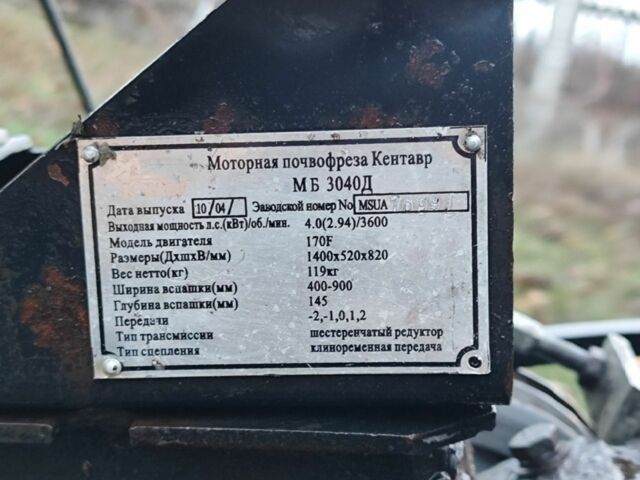 Моторная почвофреза Кентавр
МБ 3040Д
Дата выпуска 10/04/ Заводской номер No MSUA
Выходная мощность л.с.(кВт)/об./мин. 4.0(2.94)/3600
Модель двигателя 170F
Размеры(ДхшхВ/мм) 1400x520x820
Вес нетто(кг) 119кг
Ширина вспашки(мм) 400-900
Глубина вспашки(мм) 145
Передачи -2,-1,0,1,2
Тип трансмиссии шестеренчатый редуктор
Тип сцепления клиноременная передача